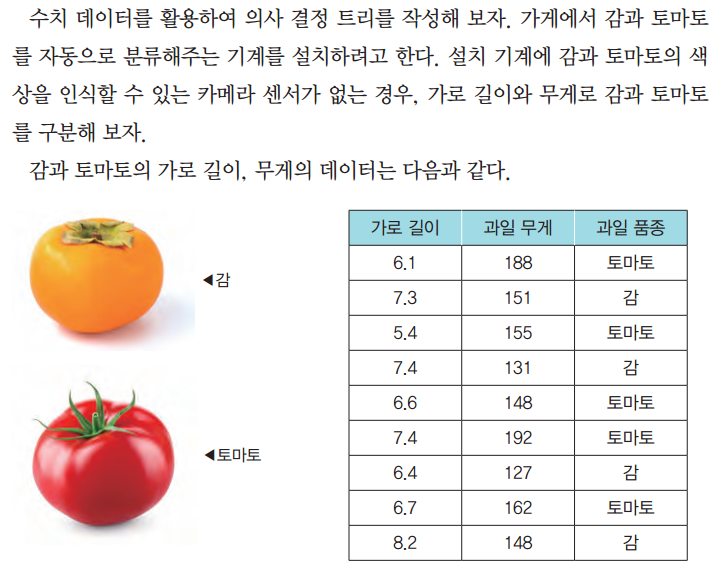 수치 데이터를 활용하여 의사 결정 트리를 작성해 보자. 가게에서 감과 토마토
를 자동으로 분류해주는 기계를 설치하려고 한다. 설치 기계에 감과 토마토의 색
상을 인식할 수 있는 카메라 센서가 없는 경우, 가로 길이와 무게로 감과 토마토
를 구분해 보자.
감과 토마토의 가로 길이, 무게의 데이터는 다음과 같다.
◀감
◀토마토
가로 길이 과일 무게 과일 품종
6.1 188 토마토
7.3 151 감
5.4 155 토마토
7.4 131 감
6.6 148 토마토
7.4 192 토마토
6.4 127 감
6.7 162 토마토
8.2 148 감